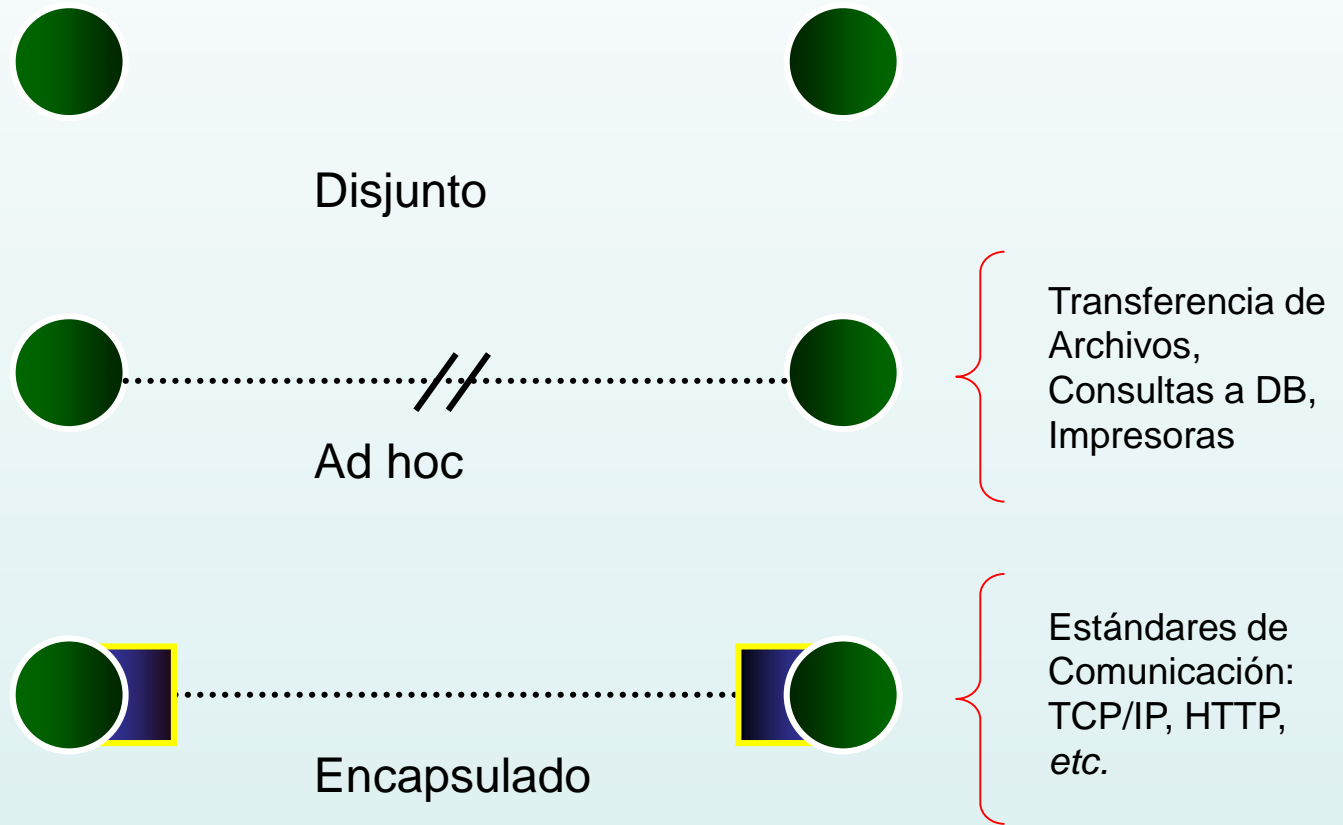 Disjunto
Transferencia de
Archivos,
Consultas a DB,
Impresoras
Ad hoc
Estándares de
Comunicación:
TCP/IP, HTTP,
etc.
Encapsulado